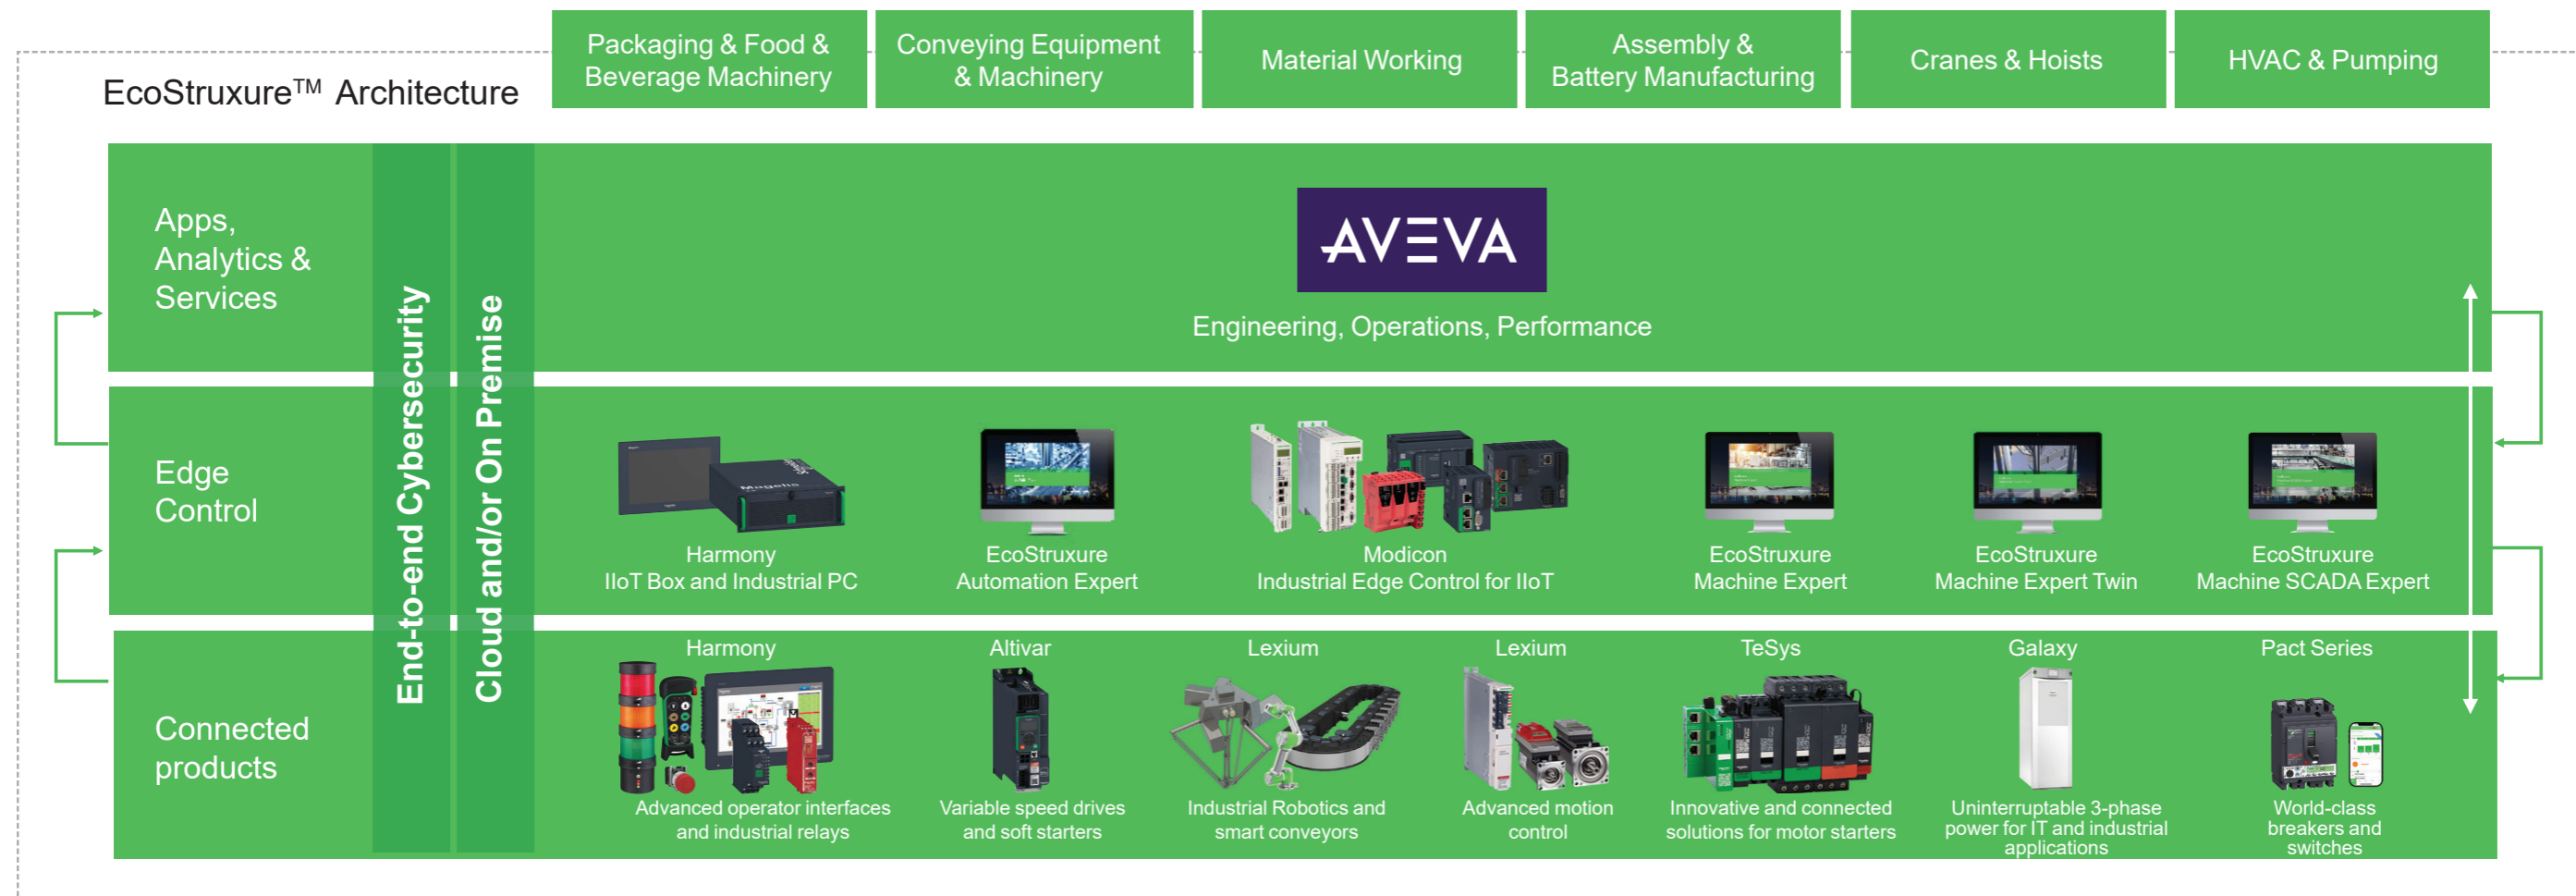 Packaging & Food &
Beverage Machinery
Conveying Equipment
& Machinery
Material Working
Assembly &
Battery Manufacturing
Cranes & Hoists
HVAC & Pumping
EcoStruxure™ Architecture
Apps,
Analytics &
Services
End-to-end Cybersecurity
Cloud and/or On Premise
AVEVA
Engineering, Operations, Performance
Edge
Control
Magelis
Harmony
IIoT Box and Industrial PC
EcoStruxure
Automation Expert
Modicon
Industrial Edge Control for IIoT
EcoStruxure
Machine Expert
EcoStruxure
Machine Expert Twin
EcoStruxure
Machine SCADA Expert
Connected
products
Harmony
Advanced operator interfaces
and industrial relays
Altivar
Variable speed drives
and soft starters
Lexium
Industrial Robotics and
smart conveyors
Lexium
Advanced motion
control
TeSys
Innovative and connected
solutions for motor starters
Galaxy
Uninterruptable 3-phase
power for IT and industrial
applications
Pact Series
World-class
breakers and
switches